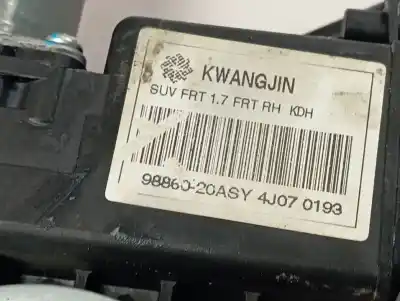 KWANGJIN
SUV FRT 1.7 FRT RH KDH
98860-20ASY 4J07 0193